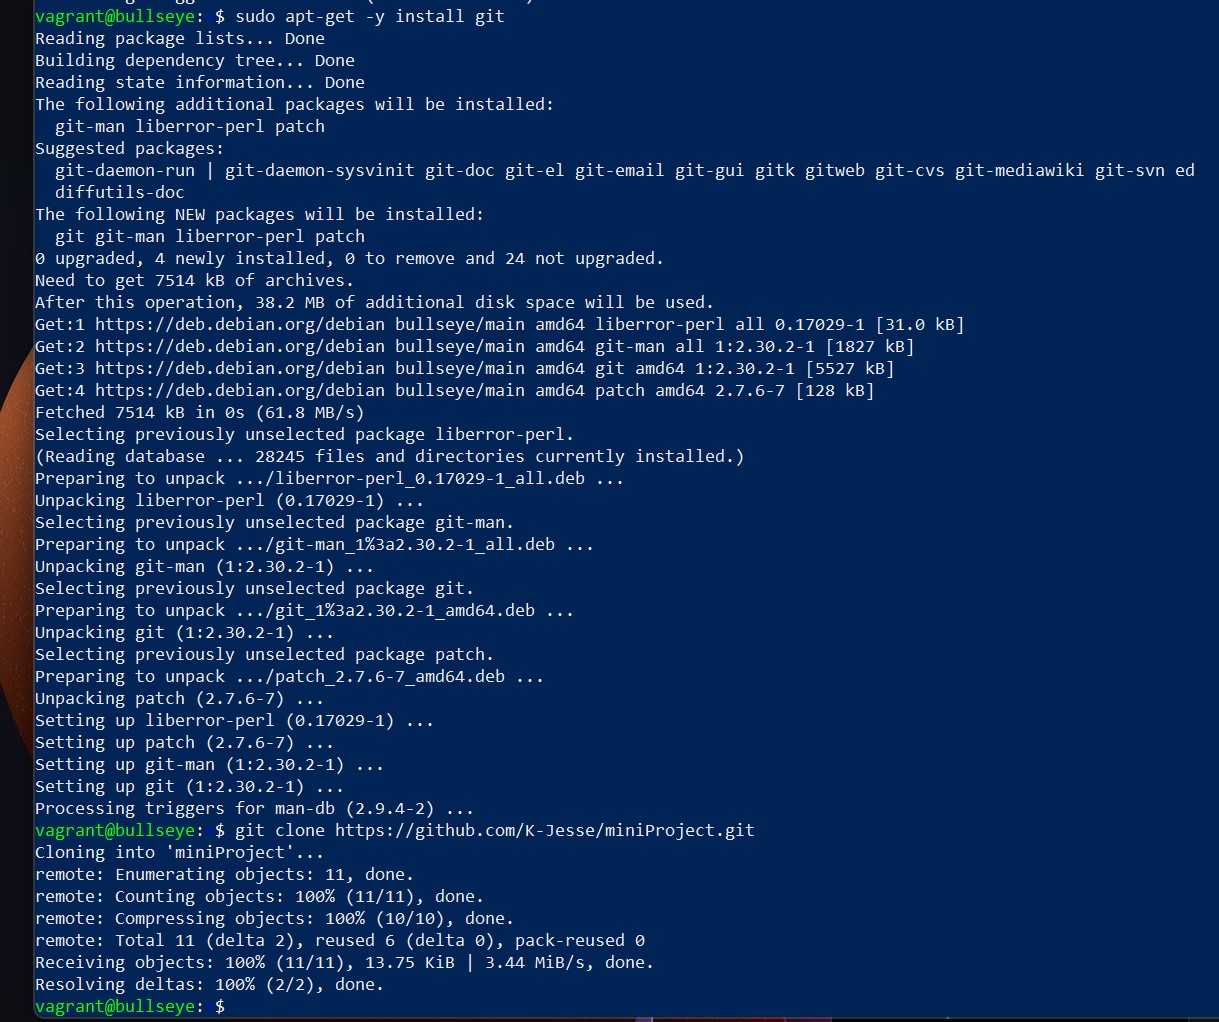 vagrant@bullseye: $ sudo apt-get -y install git
Reading package lists... Done
Building dependency tree... Done
Reading state information... Done
The following additional packages will be installed:
  git-man liberror-perl patch
Suggested packages:
  git-daemon-run | git-daemon-sysvinit git-doc git-el git-email git-gui gitk gitweb git-cvs git-mediawiki git-svn ed
  diffutils-doc
The following NEW packages will be installed:
  git git-man liberror-perl patch
0 upgraded, 4 newly installed, 0 to remove and 24 not upgraded.
Need to get 7514 kB of archives.
After this operation, 38.2 MB of additional disk space will be used.
Get:1 https://deb.debian.org/debian bullseye/main amd64 liberror-perl all 0.17029-1 [31.0 kB]
Get:2 https://deb.debian.org/debian bullseye/main amd64 git-man all 1:2.30.2-1 [1827 kB]
Get:3 https://deb.debian.org/debian bullseye/main amd64 git amd64 1:2.30.2-1 [5527 kB]
Get:4 https://deb.debian.org/debian bullseye/main amd64 patch amd64 2.7.6-7 [128 kB]
Fetched 7514 kB in 0s (61.8 MB/s)
Selecting previously unselected package liberror-perl.
(Reading database ... 28245 files and directories currently installed.)
Preparing to unpack .../liberror-perl_0.17029-1_all.deb ...
Unpacking liberror-perl (0.17029-1) ...
Selecting previously unselected package git-man.
Preparing to unpack .../git-man_1%3a2.30.2-1_all.deb ...
Unpacking git-man (1:2.30.2-1) ...
Selecting previously unselected package git.
Preparing to unpack .../git_1%3a2.30.2-1_amd64.deb ...
Unpacking git (1:2.30.2-1) ...
Selecting previously unselected package patch.
Preparing to unpack .../patch_2.7.6-7_amd64.deb ...
Unpacking patch (2.7.6-7) ...
Setting up liberror-perl (0.17029-1) ...
Setting up patch (2.7.6-7) ...
Setting up git-man (1:2.30.2-1) ...
Setting up git (1:2.30.2-1) ...
Processing triggers for man-db (2.9.4-2) ...
vagrant@bullseye: $ git clone https://github.com/K-Jesse/miniProject.git
Cloning into 'miniProject'...
remote: Enumerating objects: 11, done.
remote: Counting objects: 100% (11/11), done.
remote: Compressing objects: 100% (10/10), done.
remote: Total 11 (delta 2), reused 6 (delta 0), pack-reused 0
Receiving objects: 100% (11/11), 13.75 KiB | 3.44 MiB/s, done.
Resolving deltas: 100% (2/2), done.
vagrant@bullseye: $